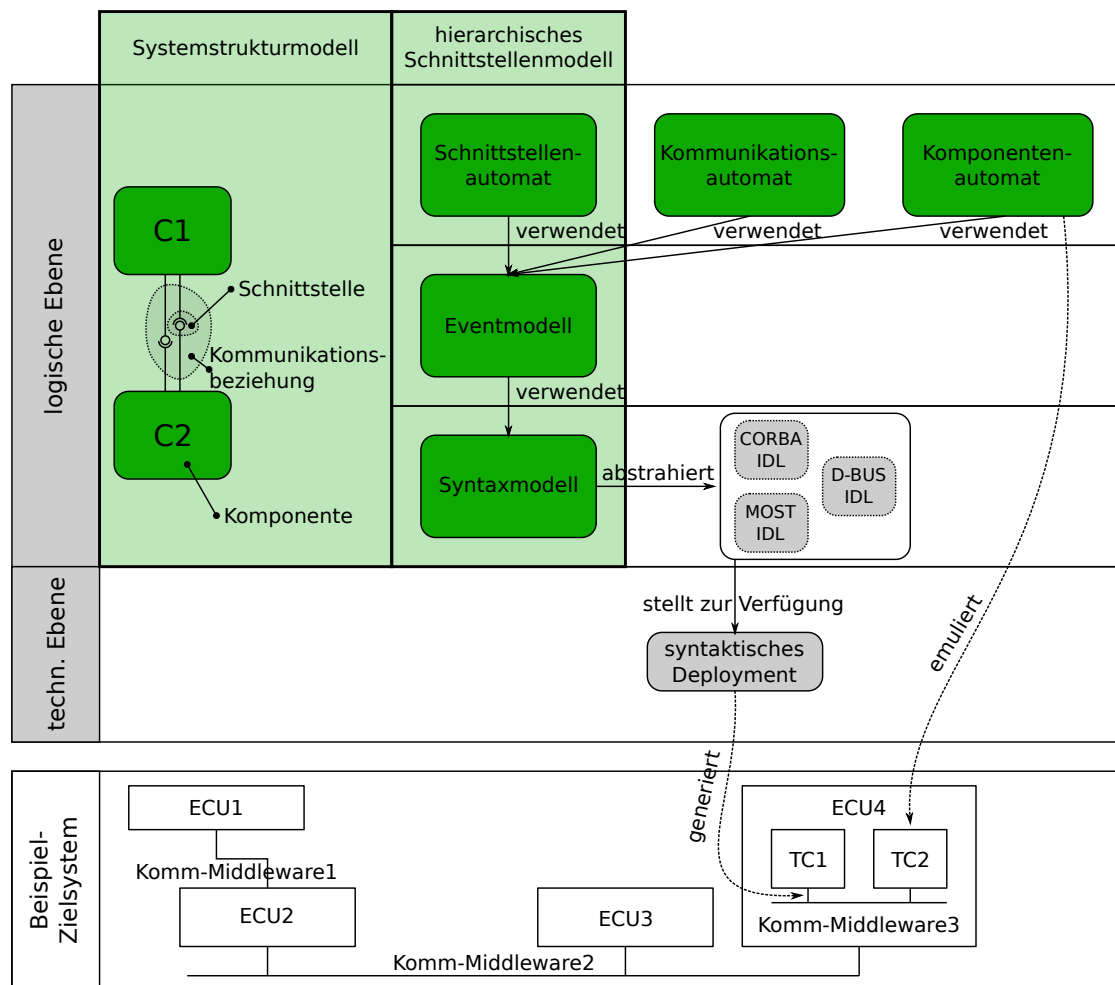 Systemstrukturmodell
hierarchisches
Schnittstellenmodell
logische Ebene
Schnittstellen-
automat
Kommunikations-
automat
Komponenten-
automat
verwendet
verwendet
verwendet
C1
Schnittstelle
Kommunikations-
beziehung
C2
Komponente
Eventmodell
verwendet
Syntaxmodell
abstrahiert
CORBA
IDL
D-BUS
IDL
MOST
IDL
techn. Ebene
stellt zur Verfügung
syntaktisches
Deployment
emuliert
generiert
Beispiel-
Zielsystem
ECU1
Komm-Middleware1
ECU2
ECU3
ECU4
TC1
TC2
Komm-Middleware3
Komm-Middleware2